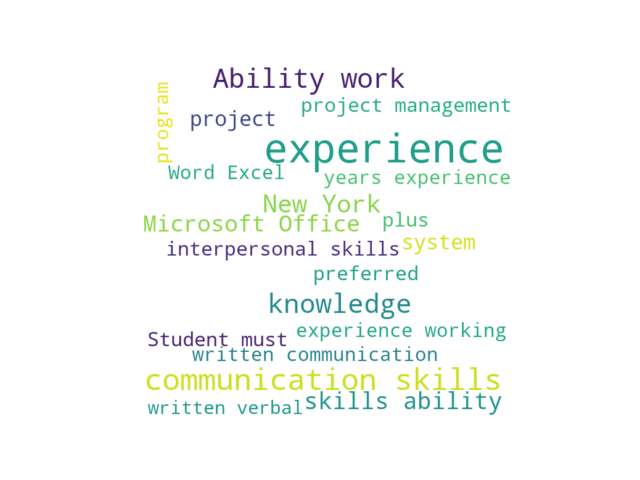 Ability work
program
project management
project
experience
Word Excel
years experience
New York
Microsoft Office
plus
interpersonal skills
system
preferred
knowledge
experience working
Student must
written communication
communication skills
skills ability
written verbal